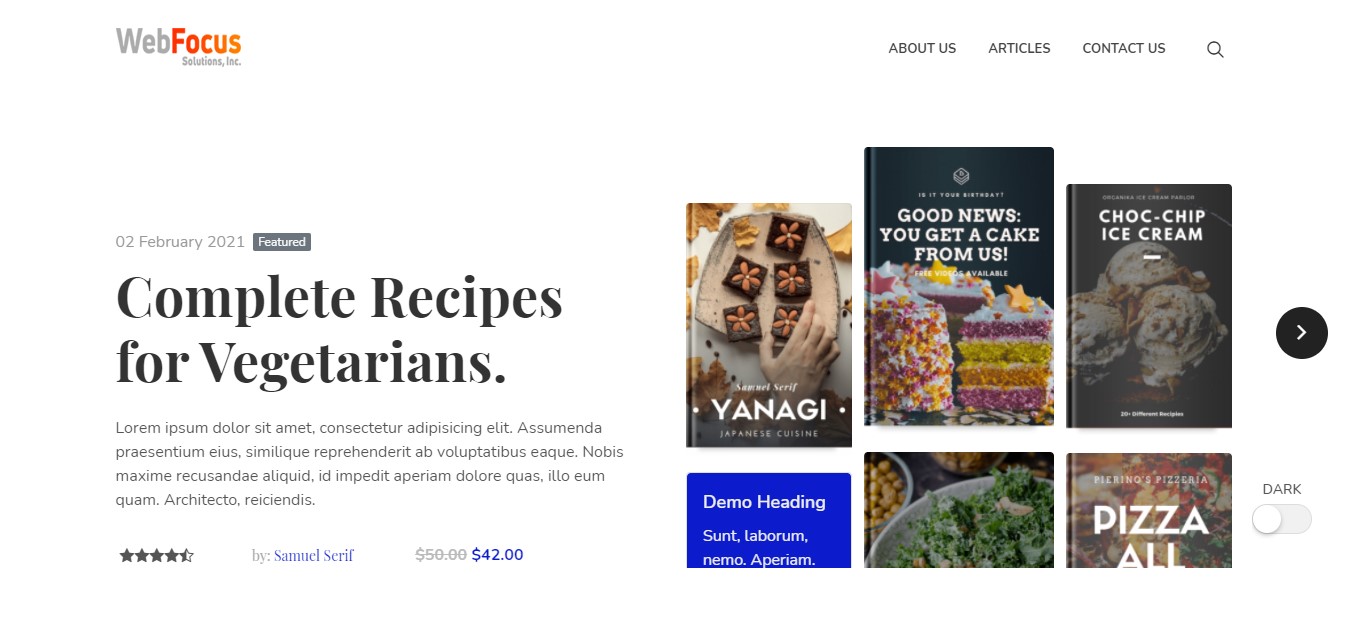 WebFocus
Solutions, Inc.
ABOUT US
ARTICLES
CONTACT US
02 February 2021 Featured
Complete Recipes
for Vegetarians.
Lorem ipsum dolor sit amet, consectetur adipisicing elit. Assumenda
praesentium eius, similique reprehenderit ab voluptatibus eaque. Nobis
maxime recusandae aliquid, id impedit aperiam dolore quas, illo eum
quam. Architecto, reiciendis.
by: Samuel Serif
$50.00 $42.00
Samuel Serif
• YANAGI •
JAPANESE CUISINE
Demo Heading
Sunt, laborum,
nemo. Aperiam.
IS IT YOUR BIRTHDAY?
GOOD NEWS:
YOU GET A CAKE
FROM US!
FREE VIDEOS AVAILABLE
ORGANIKA ICE CREAM PARLOR
CHOC-CHIP
ICE CREAM
20+ Different Recipies
PIERINO'S PIZZERIA
PIZZA
ALL
DARK